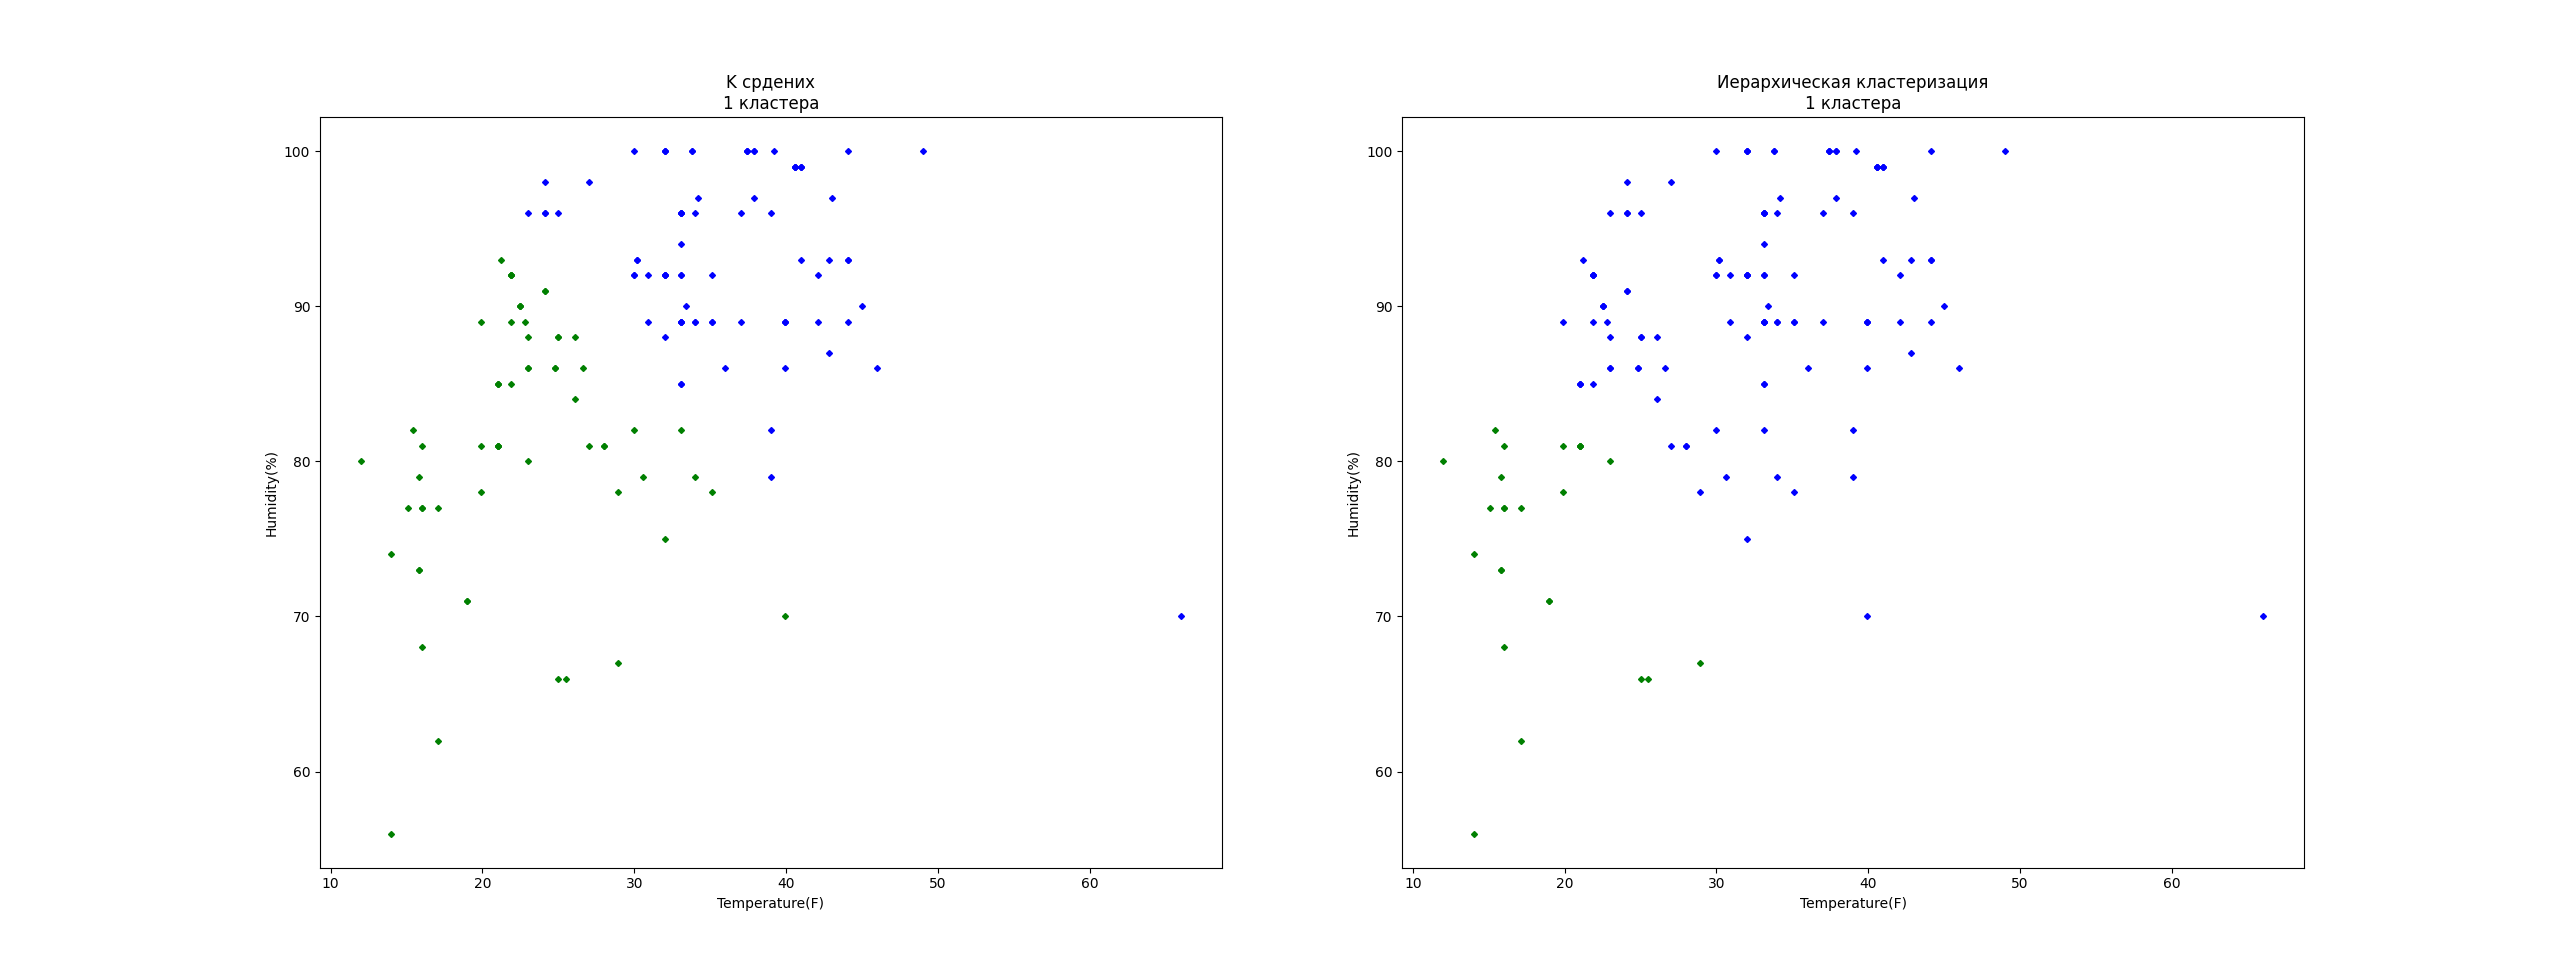 K срдених
1 кластера
100
90
80
70
60
Humidity(%)
10 20 30 40 50 60
Temperature(F)
Иерархическая кластеризация
1 кластера
100
90
80
70
60
Humidity(%)
10 20 30 40 50 60
Temperature(F)